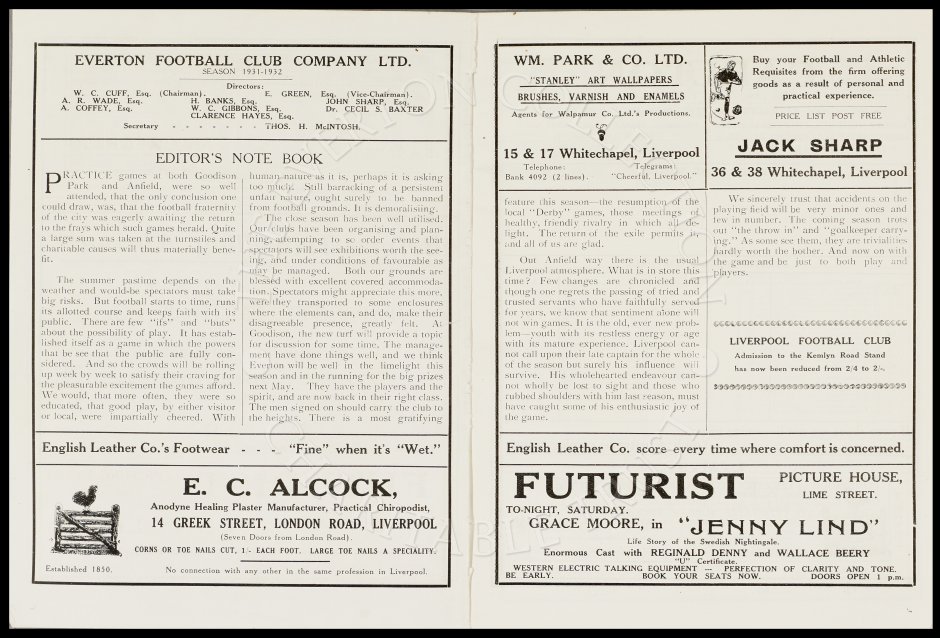 EVERTON FOOTBALL CLUB COMPANY LTD.
SEASON 1931-1932
Directors:
W. C. CUFF, Esq. (Chairman). E. GREEN, Esq. (Vice-Chairman).
A. R. WADE, Esq. H. BANKS, Esq. JOHN SHARP, Esq.
A. COFFEY, Esq. W. C. GIBBONS, Esq. Dr. CECIL S. BAXTER
CLARENCE HAYES, Esq.
Secretary - - - - - - - - THOS. H. McINTOSH.
EDITOR'S NOTE BOOK
PRACTICE games at both Goodison
Park and Anfield, were so well
attended, that the only conclusion one
could draw, was, that the football fraternity
of the city was eagerly awaiting the return
to the frays which such games herald. Quite
a large sum was taken at the turnstiles and
charitable causes will thus materially bene-
fit.
The summer pastime depends on the
weather and would-be spectators must take
big risks. But football starts to time, runs
its allotted course and keeps faith with its
public. There are few "ifs" and "buts"
about the possibility of play. It has estab-
lished itself as a game in which the powers
that be see that the public are fully con-
sidered. And so the crowds will be rolling
up week by week to satisfy their craving for
the pleasurable excitement the games afford.
We would, that more often, they were so
educated, that good play, by either visitor
or local, were impartially cheered. With
human nature as it is, perhaps it is asking
too much. Still barracking of a persistent
unfair nature, ought surely to be banned
from football grounds. It is demoralising.
The close season has been well utilised.
Our clubs have been organising and plan-
ning, attempting to so order events that
spectators will see exhibitions worth the see-
ing, and under conditions of favourable as
may be managed. Both our grounds are
blessed with excellent covered accommoda-
tion. Spectators might appreciate this more,
were they transported to some enclosures
where the elements can, and do, make their
disagreeable presence, greatly felt. At
Goodison, the new turf will provide a topic
for discussion for some time. The manage-
ment have done things well, and we think
Everton will be well in the limelight this
season and in the running for the big prizes
next May. They have the players and the
spirit, and are now back in their right class.
The men signed on should carry the club to
the heights. There is a most gratifying
English Leather Co.'s Footwear - - - "Fine" when it's "Wet."
E. C. ALCOCK,
Anodyne Healing Plaster Manufacturer, Practical Chiropodist,
14 GREEK STREET, LONDON ROAD, LIVERPOOL
(Seven Doors from London Road).
CORNS OR TOE NAILS CUT, 1/- EACH FOOT. LARGE TOE NAILS A SPECIALITY.
Established 1850. No connection with any other in the same profession in Liverpool.
WM. PARK & CO. LTD.
"STANLEY" ART WALLPAPERS
BRUSHES, VARNISH AND ENAMELS
Agents for Walpamur Co. Ltd.'s Productions.
15 & 17 Whitechapel, Liverpool
Telephone: Telegrams:
Bank 4092 (2 lines). "Cheerful, Liverpool."
Buy your Football and Athletic
Requisites from the firm offering
goods as a result of personal and
practical experience.
PRICE LIST POST FREE
JACK SHARP
36 & 38 Whitechapel, Liverpool
feature this season—the resumption of the
local "Derby" games, those meetings of
healthy, friendly rivalry in which all de-
light. The return of the exile permits it,
and all of us are glad.
Out Anfield way there is the usual
Liverpool atmosphere. What is in store this
time? Few changes are chronicled and
though one regrets the passing of tried and
trusted servants who have faithfully served
for years, we know that sentiment alone will
not win games. It is the old, ever new prob-
lem—youth with its restless energy or age
with its mature experience. Liverpool can-
not call upon their late captain for the whole
of the season but surely his influence will
survive. His wholehearted endeavour can-
not wholly be lost to sight and those who
rubbed shoulders with him last season, must
have caught some of his enthusiastic joy of
the game.
We sincerely trust that accidents on the
playing field will be very minor ones and
few in number. The coming season trots
out "the throw in" and "goalkeeper carry-
ing." As some see them, they are trivialities
hardly worth the bother. And now on with
the game and be just to both play and
players.
LIVERPOOL FOOTBALL CLUB
Admission to the Kemlyn Road Stand
has now been reduced from 2/4 to 2/-.
English Leather Co. score every time where comfort is concerned.
FUTURIST PICTURE HOUSE,
LIME STREET.
TO-NIGHT, SATURDAY.
GRACE MOORE, in "JENNY LIND"
Life Story of the Swedish Nightingale.
Enormous Cast with REGINALD DENNY and WALLACE BEERY
"U" Certificate.
WESTERN ELECTRIC TALKING EQUIPMENT — PERFECTION OF CLARITY AND TONE.
BE EARLY. BOOK YOUR SEATS NOW. DOORS OPEN 1 p.m.